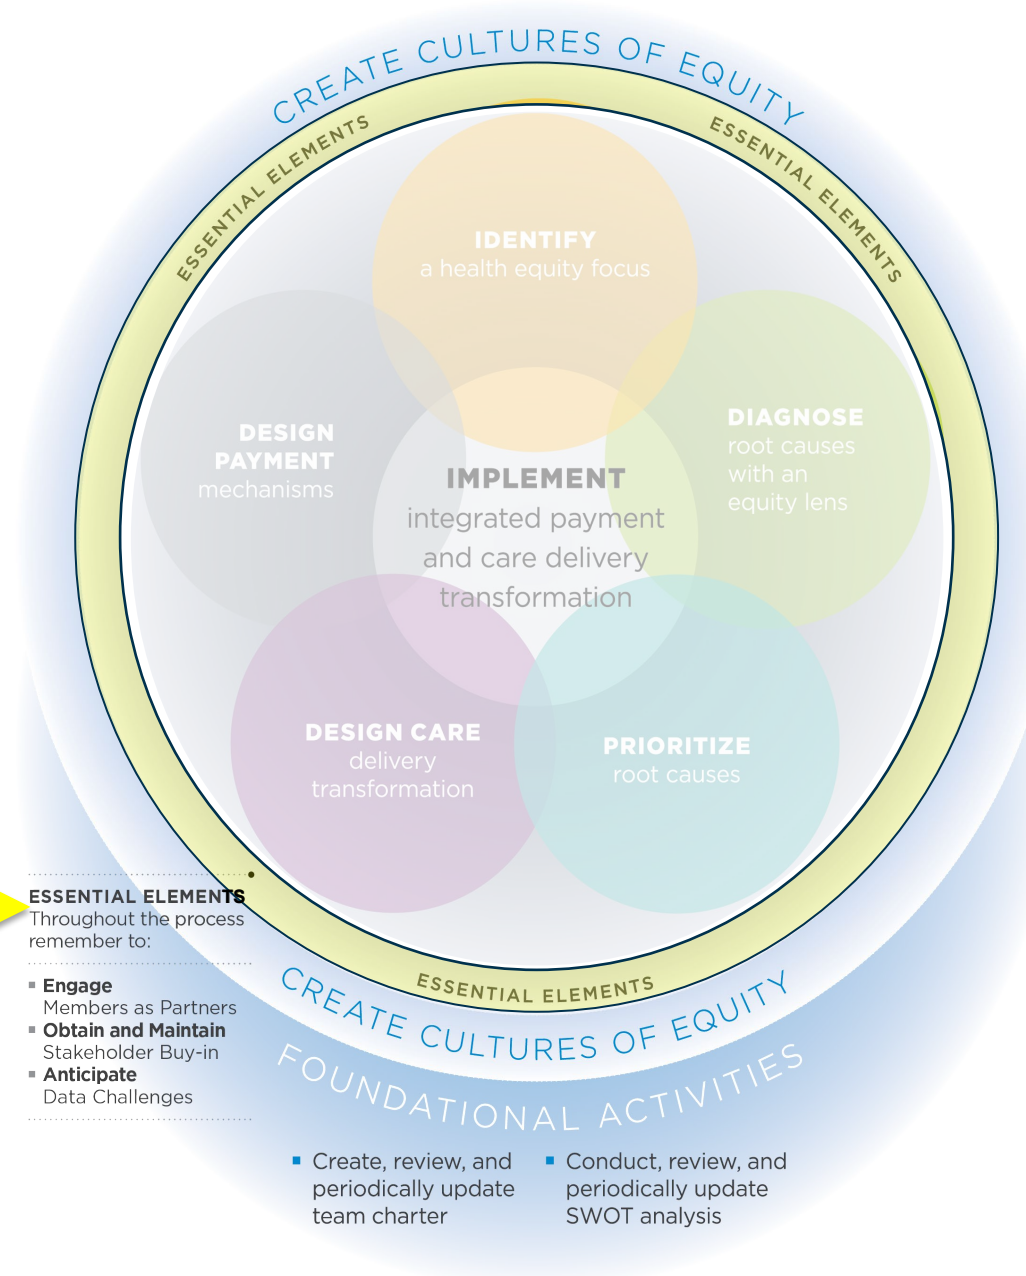 CREATE CULTURES OF EQUITY
ESSENTIAL ELEMENTS
ESSENTIAL ELEMENTS
IDENTIFY
a health equity focus
DIAGNOSE
root causes
with an
equity lens
DESIGN
PAYMENT
mechanisms
IMPLEMENT
integrated payment
and care delivery
transformation
DESIGN CARE
delivery
transformation
PRIORITIZE
root causes
ESSENTIAL ELEMENTS
Throughout the process
remember to:
▪ Engage
Members as Partners
▪ Obtain and Maintain
Stakeholder Buy-in
▪ Anticipate
Data Challenges
ESSENTIAL ELEMENTS
CREATE CULTURES OF EQUITY
FOUNDATIONAL ACTIVITIES
▪ Create, review, and
periodically update
team charter
▪ Conduct, review, and
periodically update
SWOT analysis